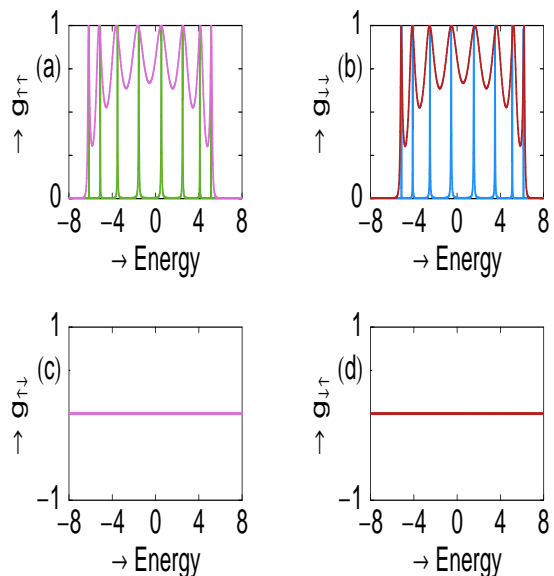 1 1
(a) (b)
→ g↑↑ → g↓↓
0 0
−8 −4 0 4 8 −8 −4 0 4 8
→ Energy → Energy
1 1
(c) (d)
→ g↑↓ → g↓↑
−1 −1
−8 −4 0 4 8 −8 −4 0 4 8
→ Energy → Energy